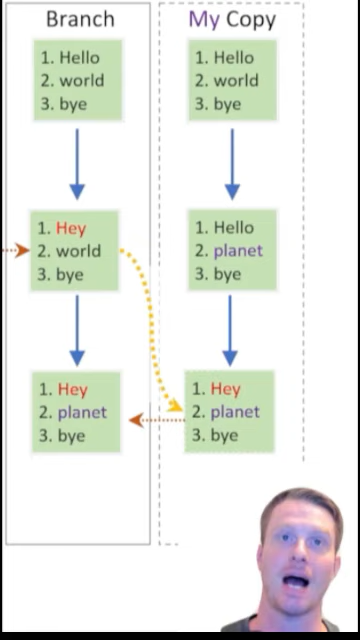 Branch
1. Hello
2. world
3. bye
1. Hey
2. world
3. bye
1. Hey
2. planet
3. bye
My Copy
1. Hello
2. world
3. bye
1. Hello
2. planet
3. bye
1. Hey
2. planet
3. bye